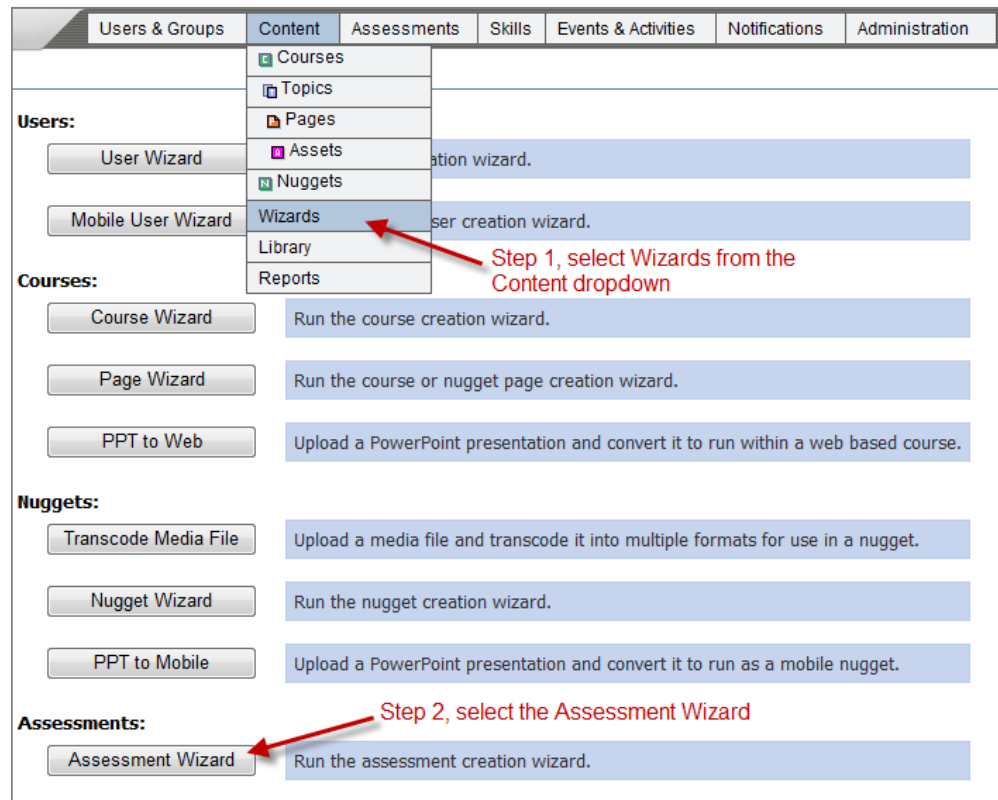 Users & Groups Content Assessments Skills Events & Activities Notifications Administration
C Courses
Topics
Pages
A Assets
N Nuggets
Wizards
Library
Reports
Users:
User Wizard ation wizard.
Mobile User Wizard ser creation wizard.
Step 1, select Wizards from the
Content dropdown
Courses:
Course Wizard Run the course creation wizard.
Page Wizard Run the course or nugget page creation wizard.
PPT to Web Upload a PowerPoint presentation and convert it to run within a web based course.
Nuggets:
Transcode Media File Upload a media file and transcode it into multiple formats for use in a nugget.
Nugget Wizard Run the nugget creation wizard.
PPT to Mobile Upload a PowerPoint presentation and convert it to run as a mobile nugget.
Step 2, select the Assessment Wizard
Assessments:
Assessment Wizard Run the assessment creation wizard.